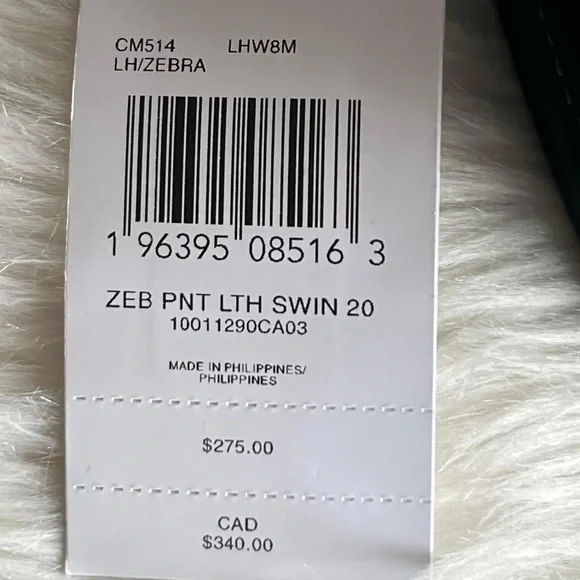 CM514 LHW8M
LH/ZEBRA
1 96395 08516 3
ZEB PNT LTH SWIN 20
10011290CA03
MADE IN PHILIPPINES/
PHILIPPINES
$275.00
CAD
$340.00